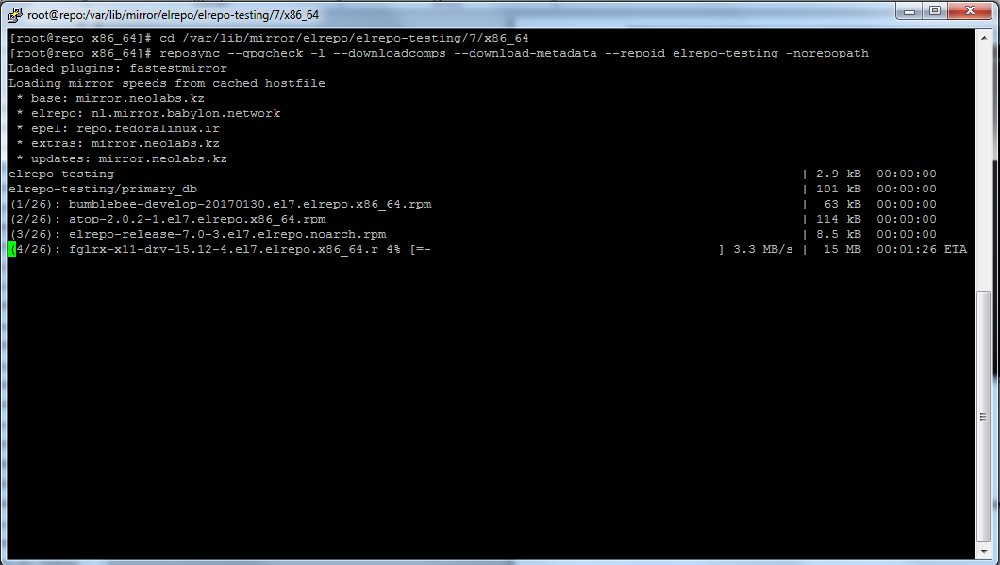 root@repo:/var/lib/mirror/elrepo/elrepo-testing/7/x86_64
[root@repo x86_64]# cd /var/lib/mirror/elrepo/elrepo-testing/7/x86_64
[root@repo x86_64]# reposync --gpgcheck -l --downloadcomps --download-metadata --repoid elrepo-testing -norepopath
Loaded plugins: fastestmirror
Loading mirror speeds from cached hostfile
 * base: mirror.neolabs.kz
 * elrepo: nl.mirror.babylon.network
 * epel: repo.fedoralinux.ir
 * extras: mirror.neolabs.kz
 * updates: mirror.neolabs.kz
elrepo-testing | 2.9 kB 00:00:00
elrepo-testing/primary_db | 101 kB 00:00:00
(1/26): bumblebee-develop-20170130.el7.elrepo.x86_64.rpm | 63 kB 00:00:00
(2/26): atop-2.0.2-1.el7.elrepo.x86_64.rpm | 114 kB 00:00:00
(3/26): elrepo-release-7.0-3.el7.elrepo.noarch.rpm | 8.5 kB 00:00:00
(4/26): fglrx-x11-drv-15.12-4.el7.elrepo.x86_64.r 4% [=- ] 3.3 MB/s | 15 MB 00:01:26 ETA